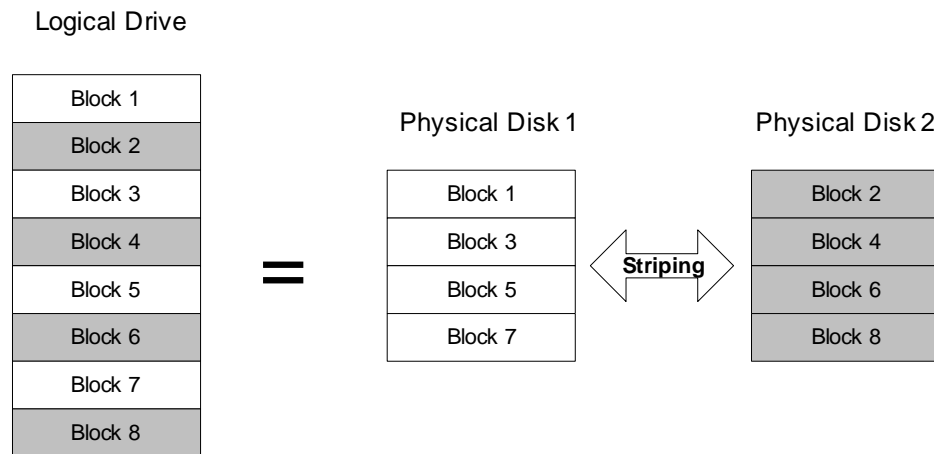 Logical Drive
Block 1
Block 2
Block 3
Block 4
Block 5
Block 6
Block 7
Block 8
=
Physical Disk 1
Block 1
Block 3
Block 5
Block 7
Striping
Physical Disk 2
Block 2
Block 4
Block 6
Block 8